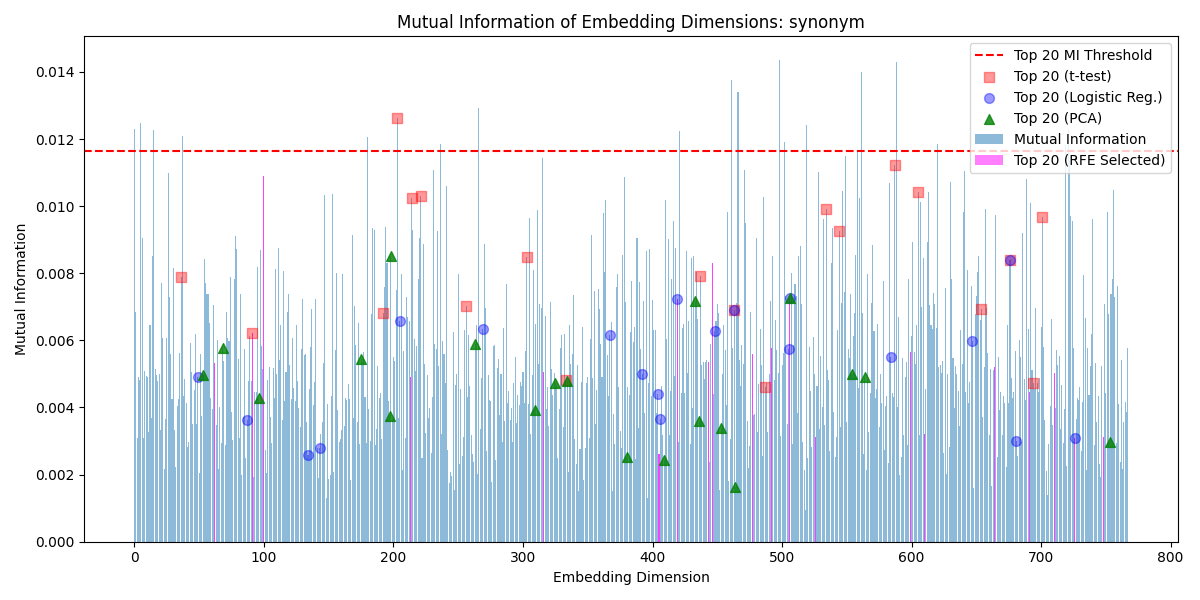 Mutual Information of Embedding Dimensions: synonym
Top 20 MI Threshold
Top 20 (t-test)
Top 20 (Logistic Reg.)
Top 20 (PCA)
Mutual Information
Top 20 (RFE Selected)
Mutual Information
0.014
0.012
0.010
0.008
0.006
0.004
0.002
0.000
0 100 200 300 400 500 600 700 800
Embedding Dimension